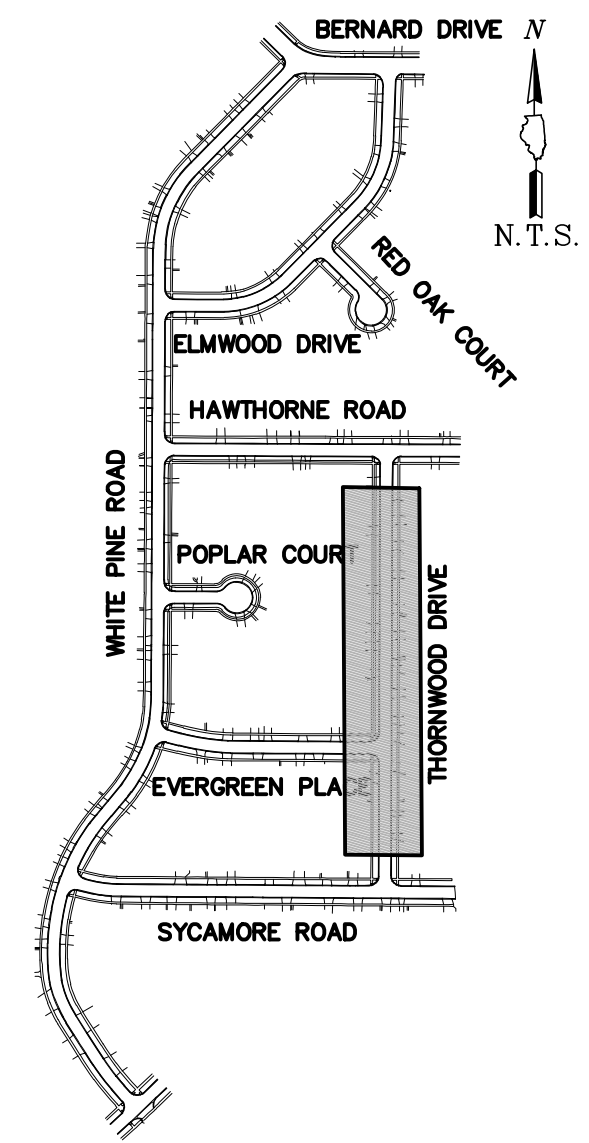 BERNARD DRIVE
N
N.T.S.
RED OAK COURT
ELMWOOD DRIVE
HAWTHORNE ROAD
WHITE PINE ROAD
POPLAR COURT
THORNWOOD DRIVE
EVERGREEN PLACE
SYCAMORE ROAD